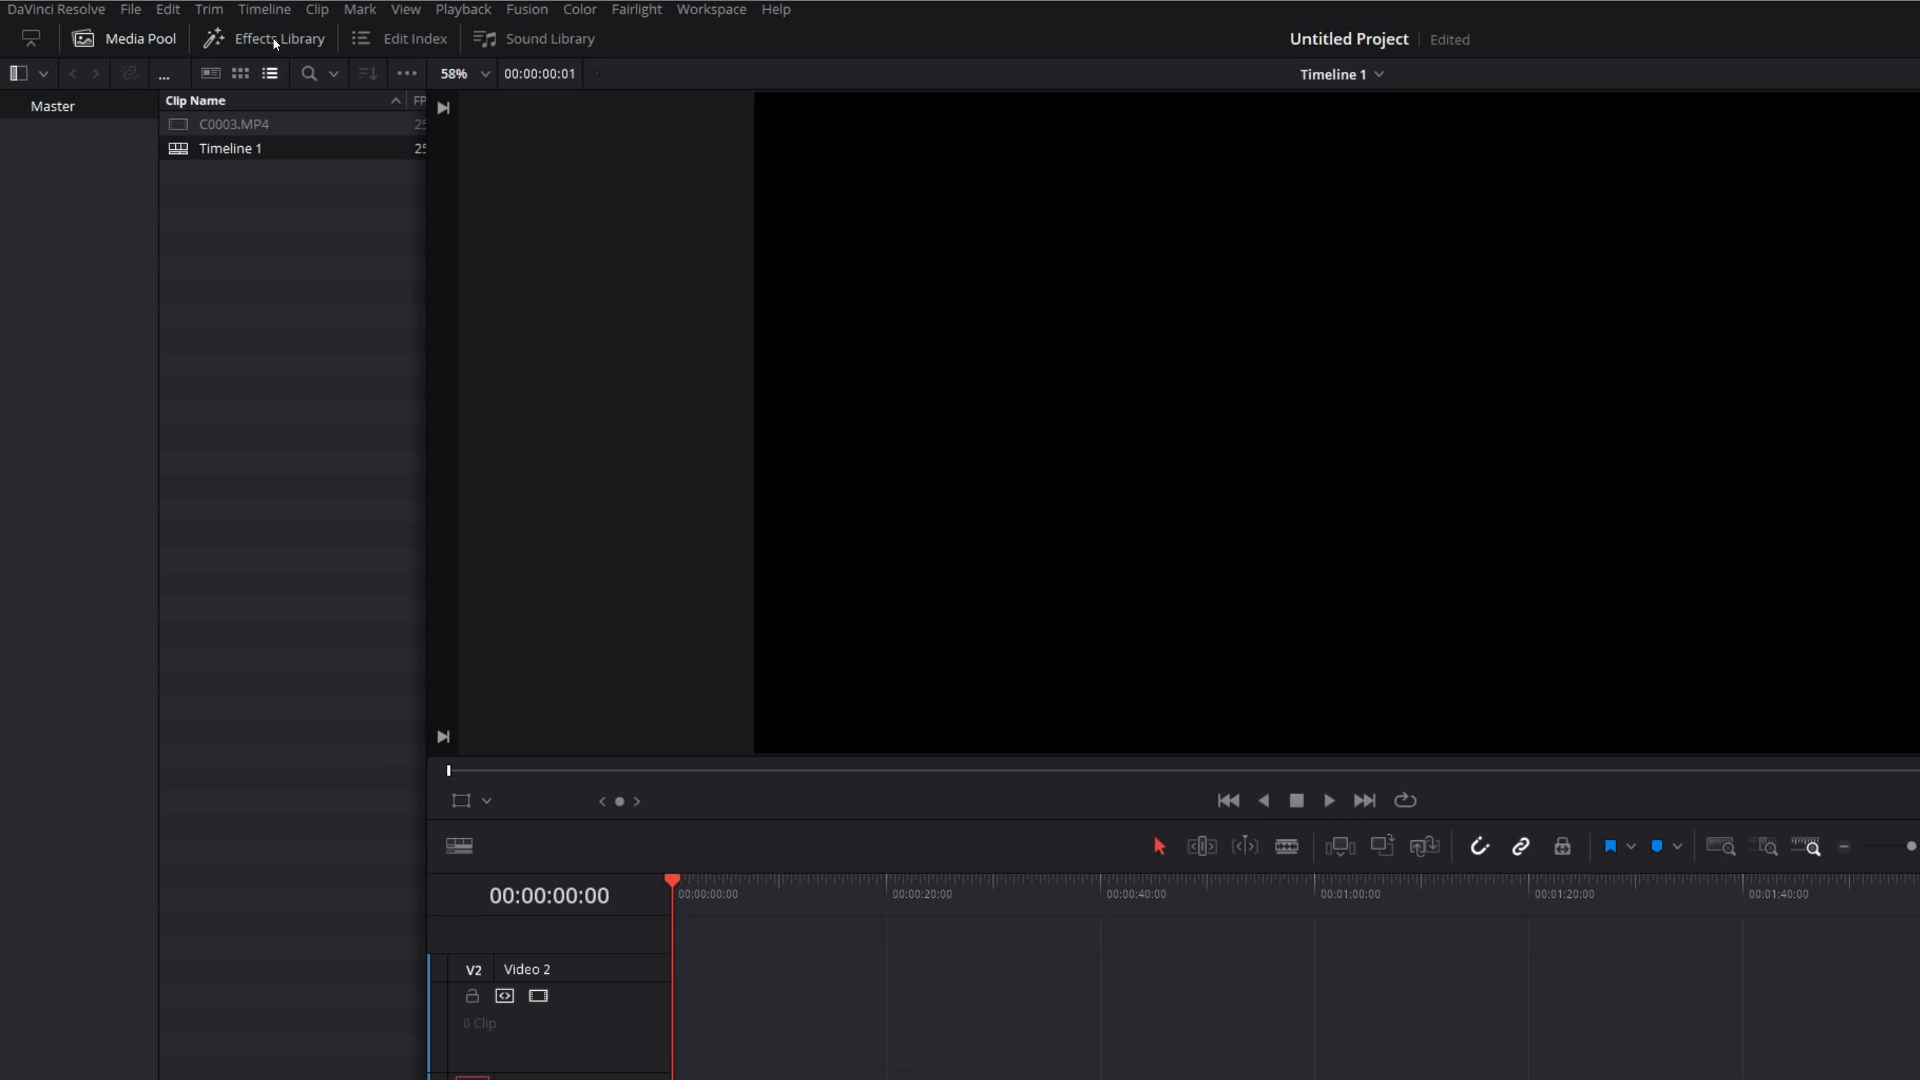 DaVinci Resolve File Edit Trim Timeline Clip Mark View Playback Fusion Color Fairlight Workspace Help
Media Pool Effects Library Edit Index Sound Library Untitled Project Edited
... 58% 00:00:00:01 Timeline 1
Master
Clip Name
C0003.MP4 25
Timeline 1 25
00:00:00:00
00:00:00:00 00:00:20:00 00:00:40:00 00:01:00:00 00:01:20:00 00:01:40:00
V2 Video 2
0 Clip